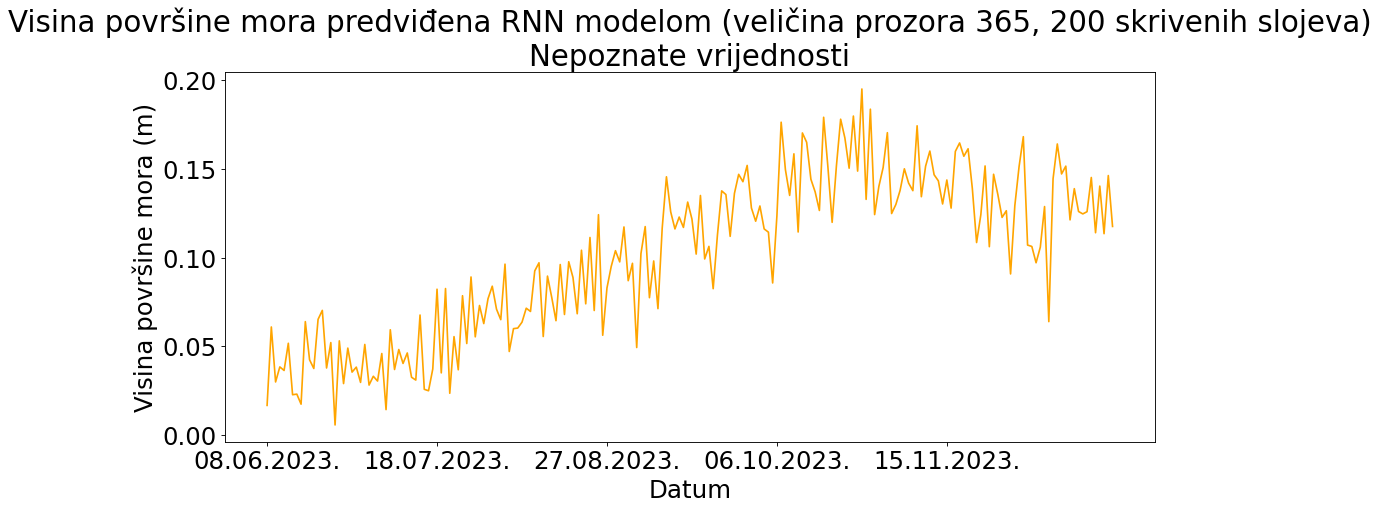 Visina površine mora predviđena RNN modelom (veličina prozora 365, 200 skrivenih slojeva)
Nepoznate vrijednosti
Visina površine mora (m)
0.20
0.15
0.10
0.05
0.00
08.06.2023. 18.07.2023. 27.08.2023. 06.10.2023. 15.11.2023.
Datum